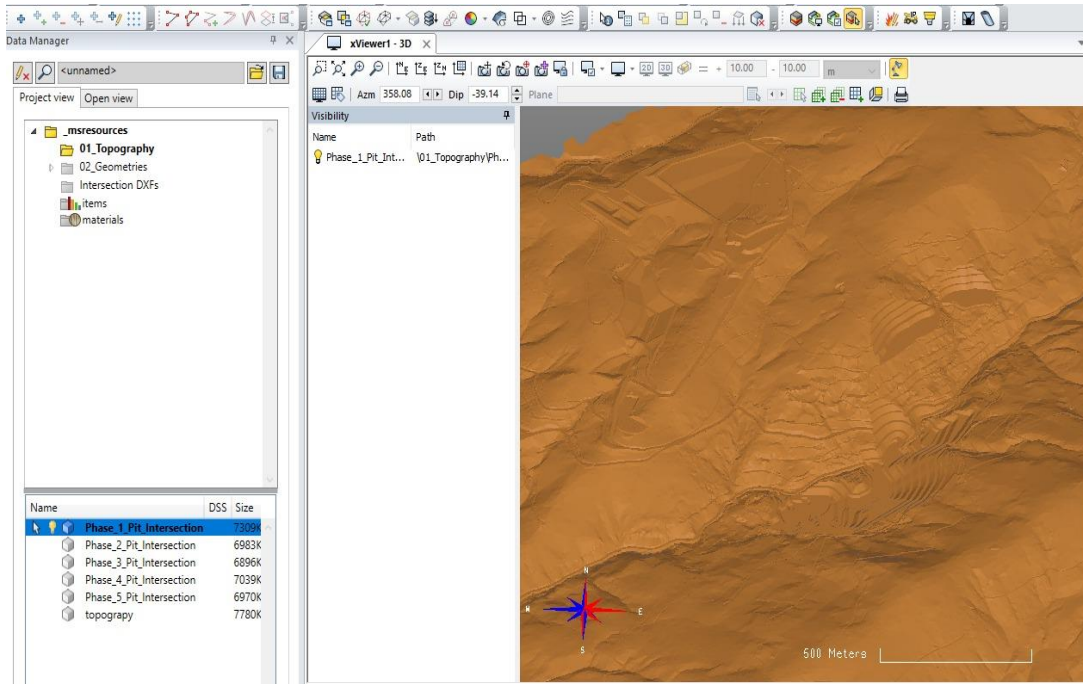 Data Manager
xViewer1 - 3D
<unnamed>
Project view Open view
_msresources
01_Topography
02_Geometries
Intersection DXFs
items
materials
Name DSS Size
Phase_1_Pit_Intersection 7309K
Phase_2_Pit_Intersection 6983K
Phase_3_Pit_Intersection 6896K
Phase_4_Pit_Intersection 7039K
Phase_5_Pit_Intersection 6970K
topograpy 7780K
20 3D = + 10.00 - 10.00 m
Azm 358.08 Dip -39.14 Plane
Visibility
Name Path
Phase_1_Pit_Int... \01_Topography\Ph...
N
W E
S
500 Meters